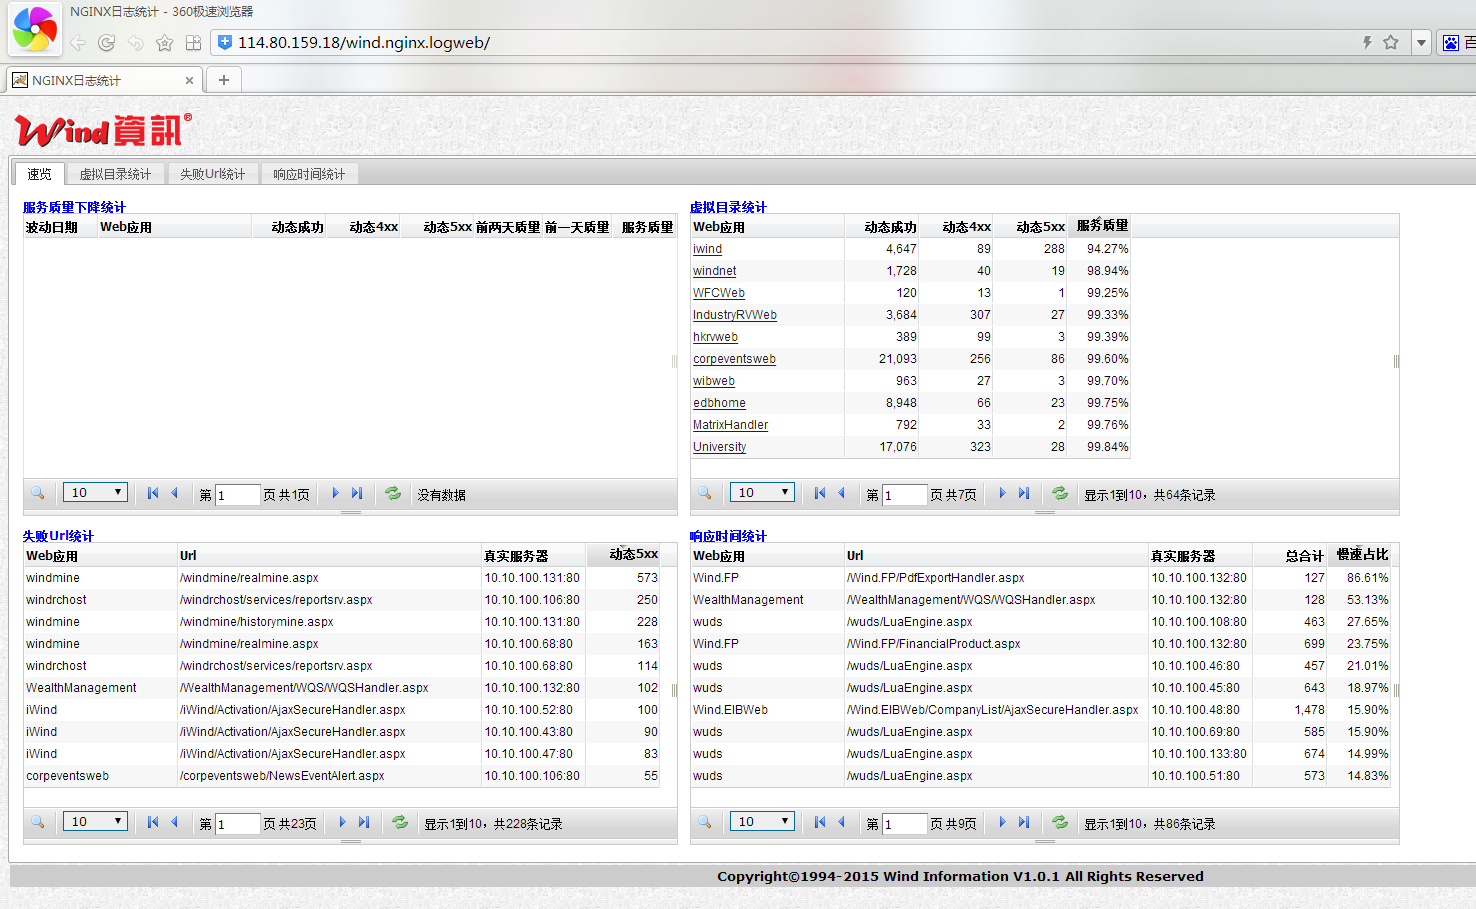 NGINX日志统计 - 360极速浏览器
114.80.159.18/wind.nginx.logweb/
百
NGINX日志统计
Wind資訊®
速览 虚拟目录统计 失败Url统计 响应时间统计
服务质量下降统计
波动日期 Web应用 动态成功 动态4xx 动态5xx 前两天质量 前一天质量 服务质量
10 第 1 页 共1页 没有数据
虚拟目录统计
Web应用 动态成功 动态4xx 动态5xx 服务质量
iwind 4,647 89 288 94.27%
windnet 1,728 40 19 98.94%
WFCWeb 120 13 1 99.25%
IndustryRVWeb 3,684 307 27 99.33%
hkrvweb 389 99 3 99.39%
corpeventsweb 21,093 256 86 99.60%
wibweb 963 27 3 99.70%
edbhome 8,948 66 23 99.75%
MatrixHandler 792 33 2 99.76%
University 17,076 323 28 99.84%
10 第 1 页 共7页 显示1到10，共64条记录
失败Url统计
Web应用 Url 真实服务器 动态5xx
windmine /windmine/realmine.aspx 10.10.100.131:80 573
windrchost /windrchost/services/reportsrv.aspx 10.10.100.106:80 250
windmine /windmine/historymine.aspx 10.10.100.131:80 228
windmine /windmine/realmine.aspx 10.10.100.68:80 163
windrchost /windrchost/services/reportsrv.aspx 10.10.100.68:80 114
WealthManagement /WealthManagement/WQS/WQSHandler.aspx 10.10.100.132:80 102
iWind /iWind/Activation/AjaxSecureHandler.aspx 10.10.100.52:80 100
iWind /iWind/Activation/AjaxSecureHandler.aspx 10.10.100.43:80 90
iWind /iWind/Activation/AjaxSecureHandler.aspx 10.10.100.47:80 83
corpeventsweb /corpeventsweb/NewsEventAlert.aspx 10.10.100.106:80 55
10 第 1 页 共23页 显示1到10，共228条记录
响应时间统计
Web应用 Url 真实服务器 总合计 慢速占比
Wind.FP /Wind.FP/PdfExportHandler.aspx 10.10.100.132:80 127 86.61%
WealthManagement /WealthManagement/WQS/WQSHandler.aspx 10.10.100.132:80 128 53.13%
wuds /wuds/LuaEngine.aspx 10.10.100.108:80 463 27.65%
Wind.FP /Wind.FP/FinancialProduct.aspx 10.10.100.132:80 699 23.75%
wuds /wuds/LuaEngine.aspx 10.10.100.46:80 457 21.01%
wuds /wuds/LuaEngine.aspx 10.10.100.45:80 643 18.97%
Wind.EIBWeb /Wind.EIBWeb/CompanyList/AjaxSecureHandler.aspx 10.10.100.48:80 1,478 15.90%
wuds /wuds/LuaEngine.aspx 10.10.100.69:80 585 15.90%
wuds /wuds/LuaEngine.aspx 10.10.100.133:80 674 14.99%
wuds /wuds/LuaEngine.aspx 10.10.100.51:80 573 14.83%
10 第 1 页 共9页 显示1到10，共86条记录
Copyright©1994-2015 Wind Information V1.0.1 All Rights Reserved